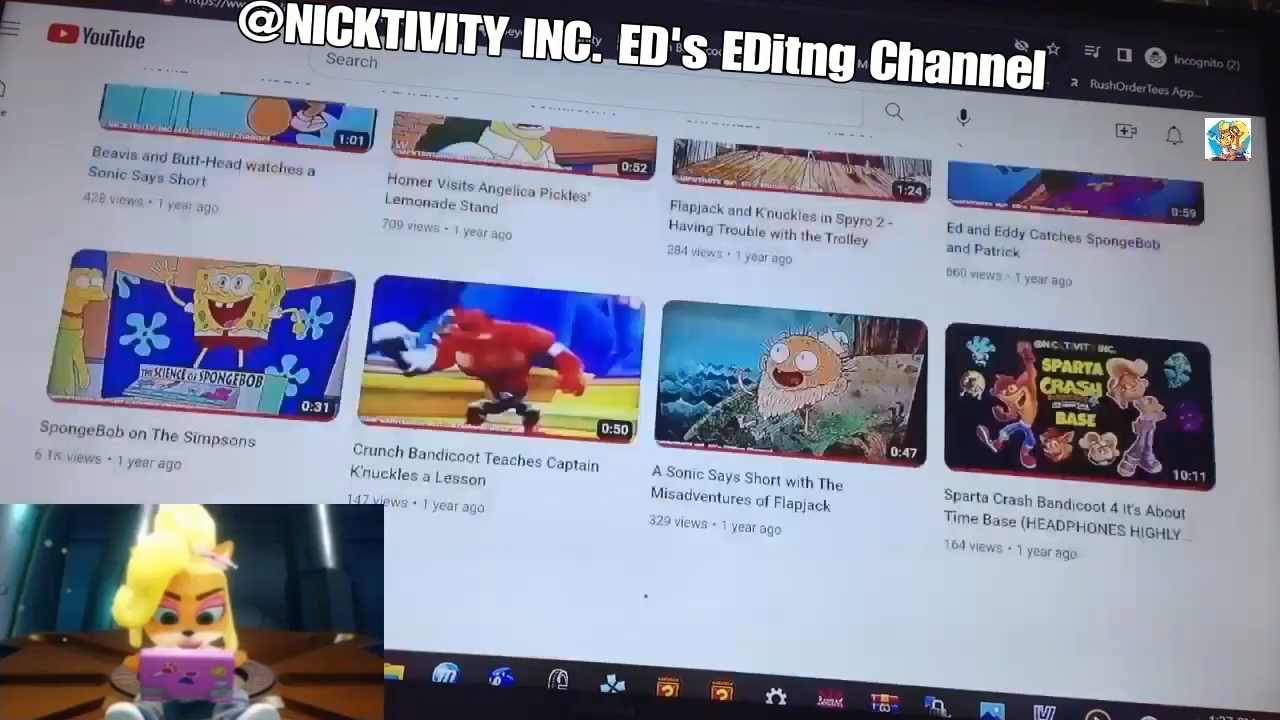 https://www
@NICKTIVITY INC. ED's EDitng Channel
YouTube
Search
Incognito (2)
RushOrderTees App...
1:01
0:52
1:24
0:59
Beavis and Butt-Head watches a
Sonic Says Short
428 views • 1 year ago
Homer Visits Angelica Pickles'
Lemonade Stand
709 views • 1 year ago
Flapjack and K'nuckles in Spyro 2 -
Having Trouble with the Trolley
284 views • 1 year ago
Ed and Eddy Catches SpongeBob
and Patrick
660 views • 1 year ago
THE SCIENCE OF SPONGEBOB
0:31
0:50
0:47
@NICKTIVITY INC.
SPARTA
CRASH
BANDICOOT
BASE
10:11
SpongeBob on The Simpsons
6.1K views • 1 year ago
Crunch Bandicoot Teaches Captain
K'nuckles a Lesson
147 views • 1 year ago
A Sonic Says Short with The
Misadventures of Flapjack
329 views • 1 year ago
Sparta Crash Bandicoot 4 It's About
Time Base (HEADPHONES HIGHLY ...
164 views • 1 year ago